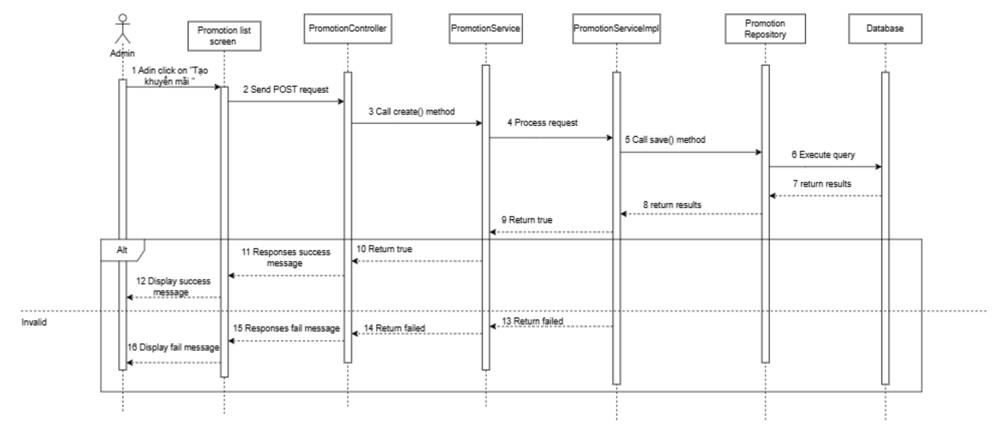 Promotion list
screen
PromotionController
PromotionService
PromotionServiceImpl
Promotion
Repository
Database
Admin
1 Adin click on "Tạo
khuyến mãi "
2 Send POST request
3 Call create() method
4 Process request
5 Call save() method
6 Execute query
7 return results
8 return results
9 Return true
Alt
10 Return true
11 Responses success
message
12 Display success
message
Invalid
13 Return failed
14 Return failed
15 Responses fail message
16 Display fail message